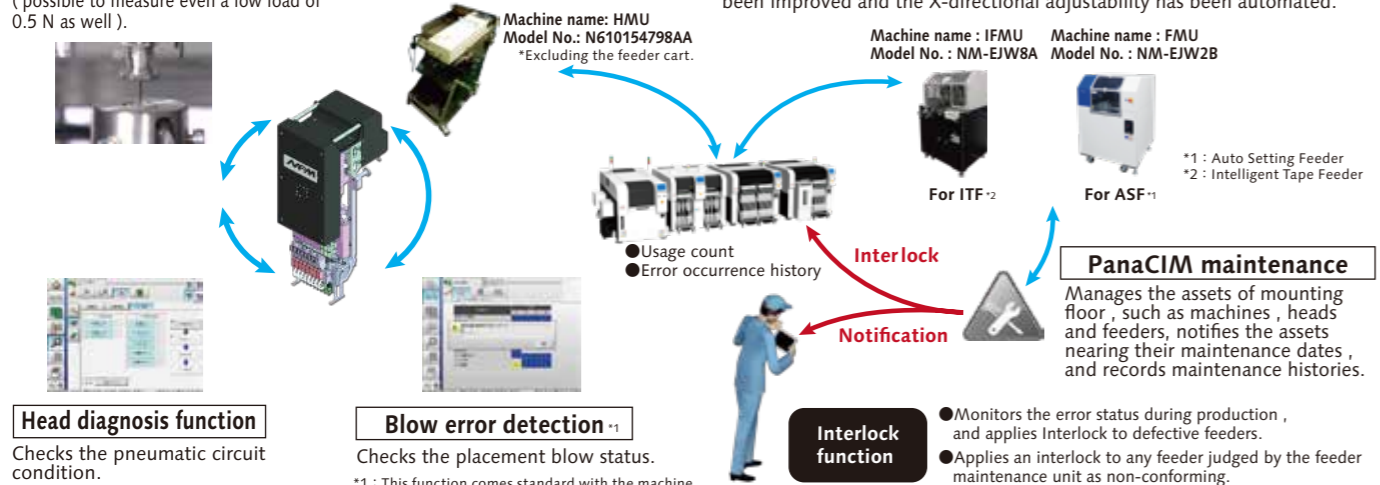 ( possible to measure even a low load of
0.5 N as well ).
been improved and the X-directional adjustability has been automated.
Machine name: HMU
Model No.: N610154798AA
*Excluding the feeder cart.
Machine name : IFMU
Model No. : NM-EJW8A
Machine name : FMU
Model No. : NM-EJW2B
NPM
For ITF *2
For ASF *1
*1 : Auto Setting Feeder
*2 : Intelligent Tape Feeder
●Usage count
●Error occurrence history
Interlock
Notification
PanaCIM maintenance
Manages the assets of mounting
floor , such as machines , heads
and feeders, notifies the assets
nearing their maintenance dates ,
and records maintenance histories.
Head diagnosis function
Checks the pneumatic circuit
condition.
Blow error detection *1
Checks the placement blow status.
*1 : This function comes standard with the machine
Interlock
function
●Monitors the error status during production ,
and applies Interlock to defective feeders.
●Applies an interlock to any feeder judged by the feeder
maintenance unit as non-conforming.